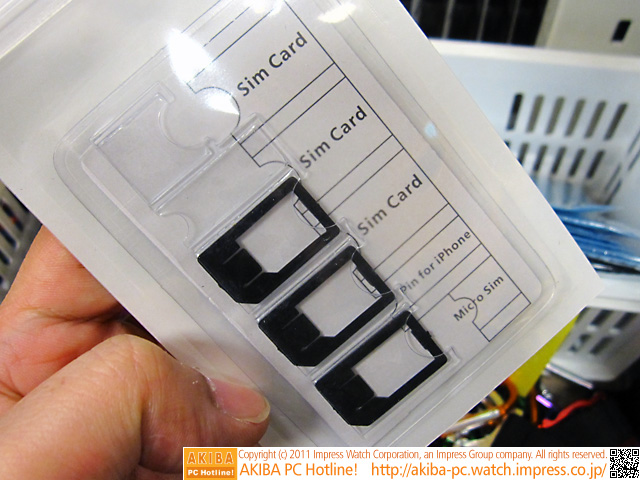 Sim Card
Sim Card
Sim Card
Pin for iPhone
Micro Sim
AKIBA
PC Hotline!
Copyright (c) 2011 Impress Watch Corporation, an Impress Group company. All rights reserved.
AKIBA PC Hotline! http://akiba-pc.watch.impress.co.jp/